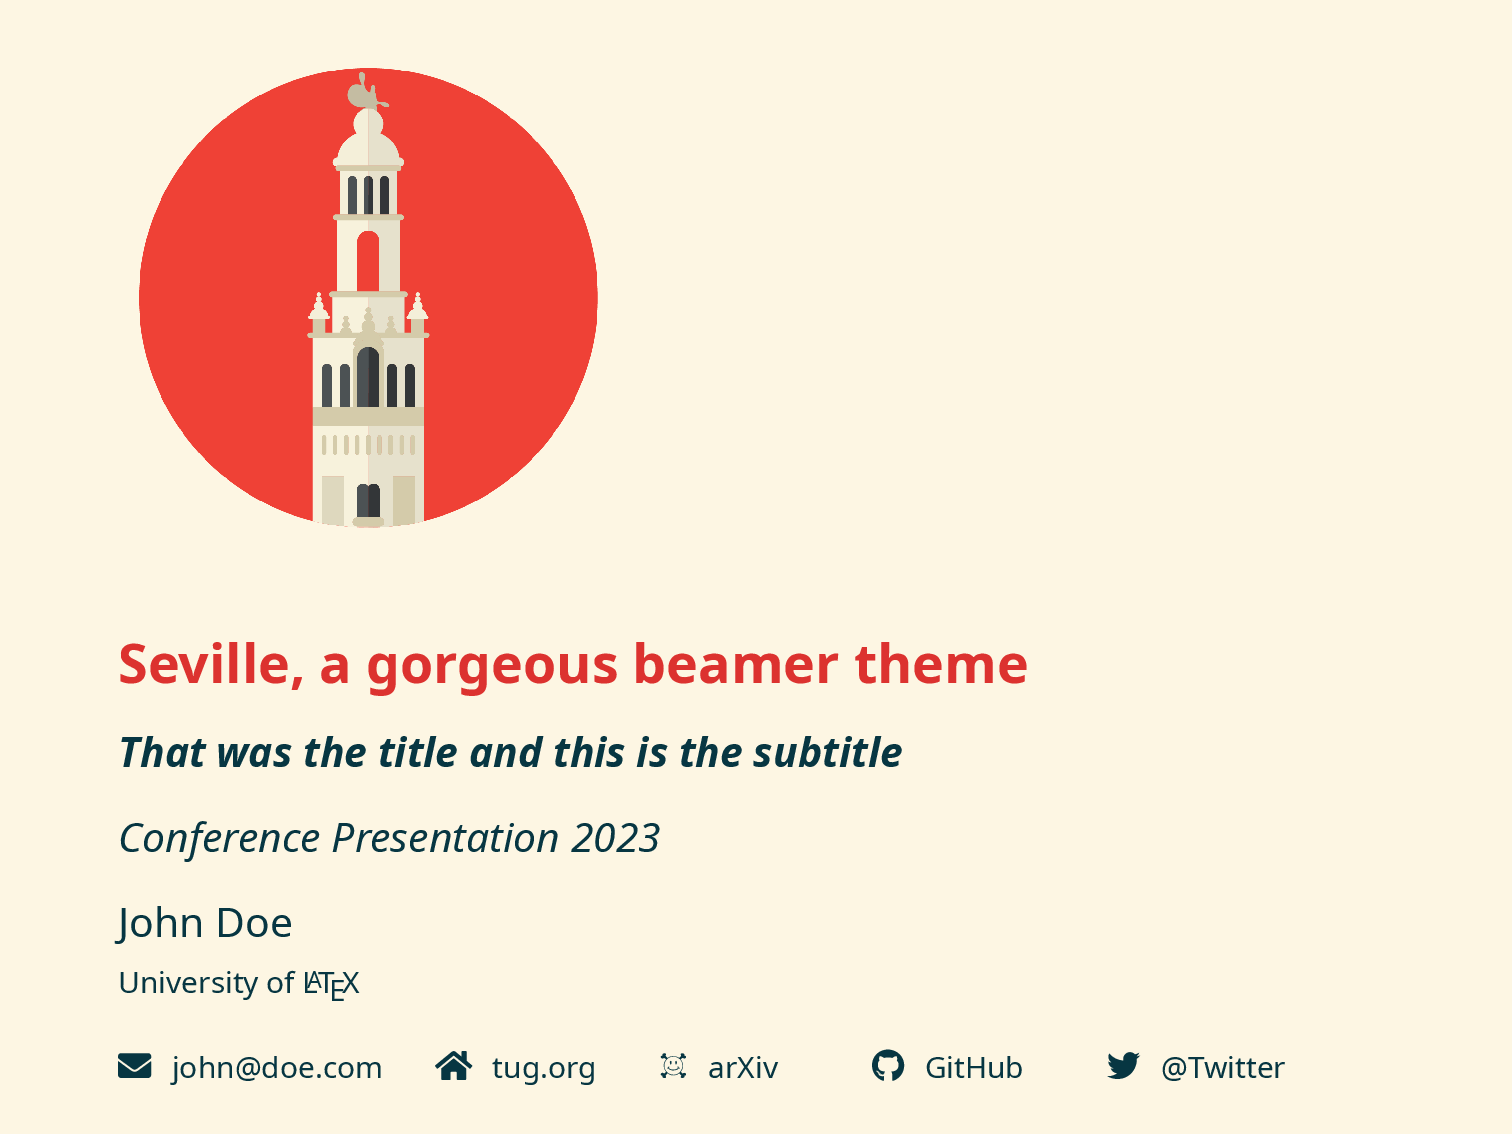 Seville, a gorgeous beamer theme
That was the title and this is the subtitle
Conference Presentation 2023
John Doe
University of LATEX
john@doe.com tug.org arXiv GitHub @Twitter